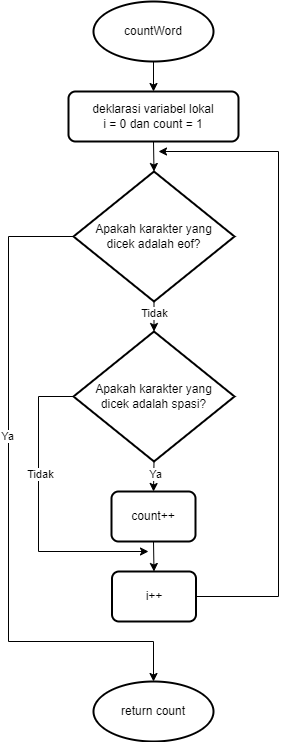 countWord
deklarasi variabel lokal
i = 0 dan count = 1
Apakah karakter yang
dicek adalah eof?
Tidak
Apakah karakter yang
dicek adalah spasi?
Ya
Tidak
Ya
count++
i++
return count